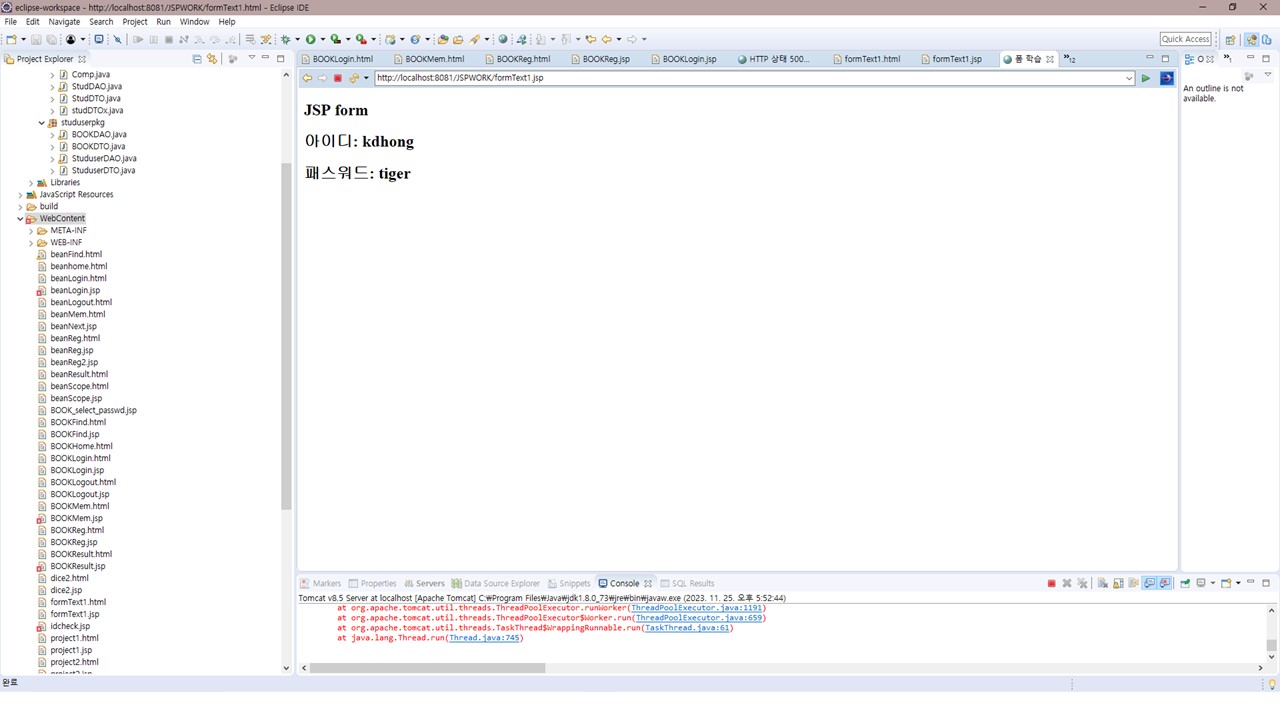 eclipse-workspace - http://localhost:8081/JSPWORK/formText1.html - Eclipse IDE
File Edit Navigate Search Project Run Window Help
Quick Access
Project Explorer
Comp.java
StudDAO.java
StudDTO.java
studDTOx.java
studuserpkg
BOOKDAO.java
BOOKDTO.java
StuduserDAO.java
StuduserDTO.java
Libraries
JavaScript Resources
build
WebContent
META-INF
WEB-INF
beanFind.html
beanhome.html
beanLogin.html
beanLogin.jsp
beanLogout.html
beanMem.html
beanNext.jsp
beanReg.html
beanReg.jsp
beanReg2.jsp
beanResult.html
beanScope.html
beanScope.jsp
BOOK_select_passwd.jsp
BOOKFind.html
BOOKFind.jsp
BOOKHome.html
BOOKLogin.html
BOOKLogin.jsp
BOOKLogout.html
BOOKLogout.jsp
BOOKMem.html
BOOKMem.jsp
BOOKReg.html
BOOKReg.jsp
BOOKResult.html
BOOKResult.jsp
dice2.html
dice2.jsp
formText1.html
formText1.jsp
idcheck.jsp
project1.html
project1.jsp
project2.html
project2.jsp
BOOKLogin.html BOOKMem.html BOOKReg.html BOOKReg.jsp BOOKLogin.jsp HTTP 상태 500... formText1.html formText1.jsp 폼 학습 »12
http://localhost:8081/JSPWORK/formText1.jsp
JSP form
아이디: kdhong
패스워드: tiger
O »1
An outline is not
available.
Markers Properties Servers Data Source Explorer Snippets Console SQL Results
Tomcat v8.5 Server at localhost [Apache Tomcat] C:￦Program Files￦Java￦jdk1.8.0_73￦jre￦bin￦javaw.exe (2023. 11. 25. 오후 5:52:44)
at org.apache.tomcat.util.threads.ThreadPoolExecutor.runWorker(ThreadPoolExecutor.java:1191)
at org.apache.tomcat.util.threads.ThreadPoolExecutor$Worker.run(ThreadPoolExecutor.java:659)
at org.apache.tomcat.util.threads.TaskThread$WrappingRunnable.run(TaskThread.java:61)
at java.lang.Thread.run(Thread.java:745)
완료